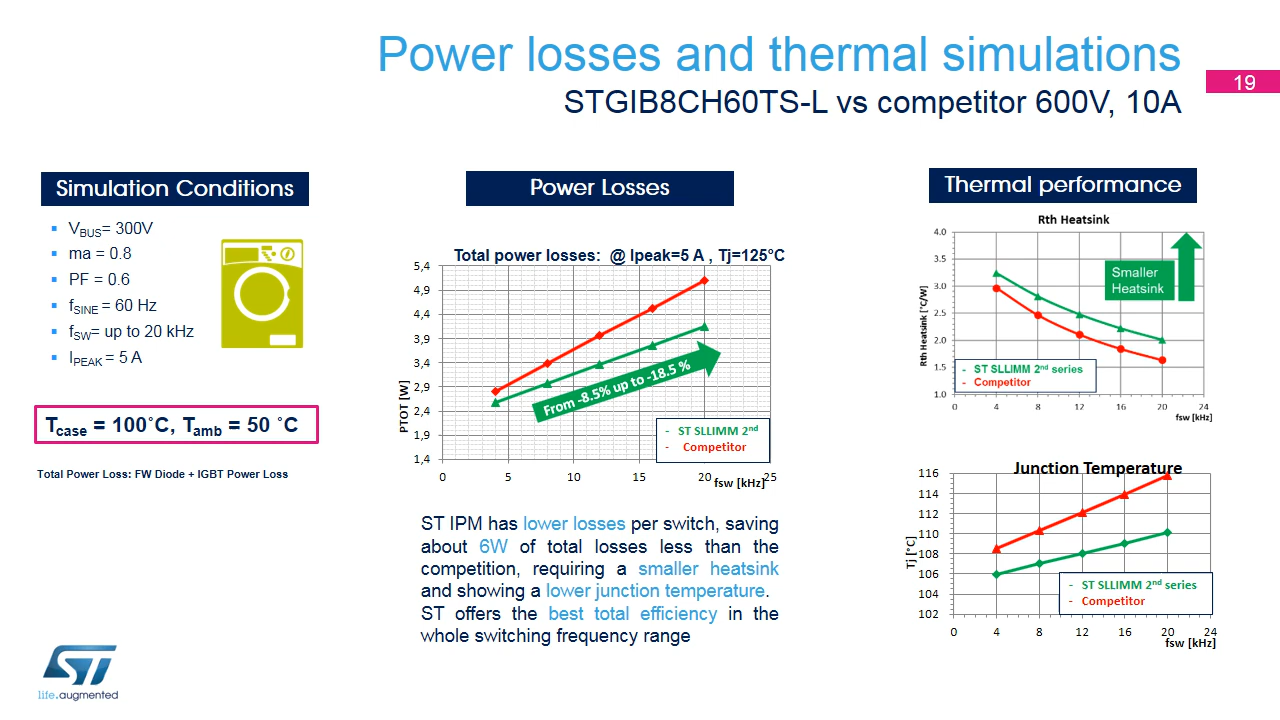 Power losses and thermal simulations
STGIB8CH60TS-L vs competitor 600V, 10A
19
Simulation Conditions
VBUS= 300V
ma = 0.8
PF = 0.6
fSINE = 60 Hz
fSW= up to 20 kHz
IPEAK = 5 A
Tcase = 100˚C, Tamb = 50 ˚C
Total Power Loss: FW Diode + IGBT Power Loss
Power Losses
Total power losses: @ Ipeak=5 A , Tj=125°C
PTOT [W]
5,4
4,9
4,4
3,9
3,4
2,9
2,4
1,9
1,4
0 5 10 15 20 25
fsw [kHz]
From -8.5% up to -18.5 %
- ST SLLIMM 2nd
- Competitor
ST IPM has lower losses per switch, saving
about 6W of total losses less than the
competition, requiring a smaller heatsink
and showing a lower junction temperature.
ST offers the best total efficiency in the
whole switching frequency range
Thermal performance
Rth Heatsink
Rth Heatsink [°C/W]
4.0
3.5
3.0
2.5
2.0
1.5
1.0
0 4 8 12 16 20 24
fsw [kHz]
Smaller
Heatsink
- ST SLLIMM 2nd series
- Competitor
Junction Temperature
Tj [°C]
116
114
112
110
108
106
104
102
0 4 8 12 16 20 24
fsw [kHz]
- ST SLLIMM 2nd series
- Competitor
ST
life.augmented